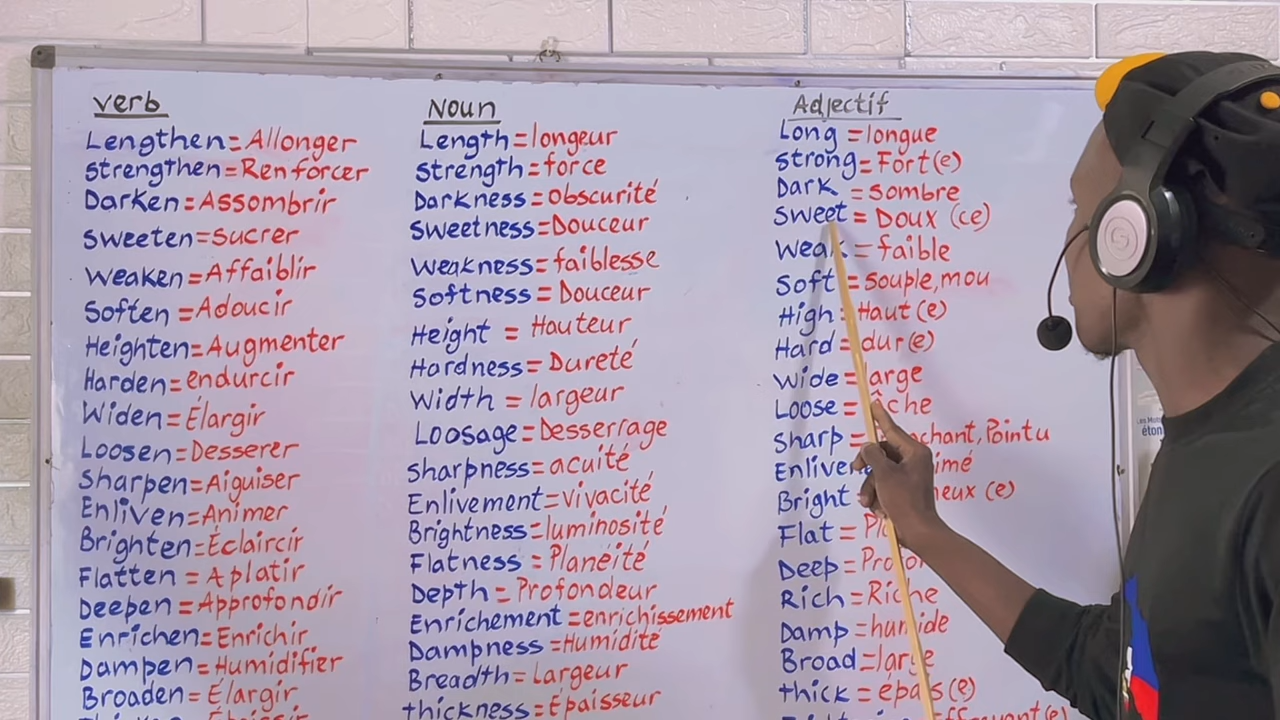 Verb
Lengthen = Allonger
Strengthen = Renforcer
Darken = Assombrir
Sweeten = Sucrer
Weaken = Affaiblir
Soften = Adoucir
Heighten = Augmenter
Harden = endurcir
Widen = Élargir
Loosen = Desserer
Sharpen = Aiguiser
Enliven = Animer
Brighten = Éclaircir
Flatten = Aplatir
Deepen = Approfondir
Enrichen = Enrichir
Dampen = Humidifier
Broaden = Élargir
Noun
Length = longeur
Strength = force
Darkness = obscurité
Sweetness = Douceur
Weakness = faiblesse
Softness = Douceur
Height = Hauteur
Hardness = Dureté
Width = largeur
Loosage = Desserrage
Sharpness = acuité
Enlivement = vivacité
Brightness = luminosité
Flatness = Planéité
Depth = Profondeur
Enrichement = enrichissement
Dampness = Humidité
Breadth = Largeur
thickness = Épaisseur
Adjectif
Long = longue
Strong = Fort(e)
Dark = Sombre
Sweet = Doux (ce)
Weak = faible
Soft = Souple, mou
High = Haut (e)
Hard = dur(e)
Wide = large
Loose =
Sharp = Pointu
Bright (e)
Flat =
Deep =
Rich = Riche
Damp = humide
Broad = large
thick = épais(e)